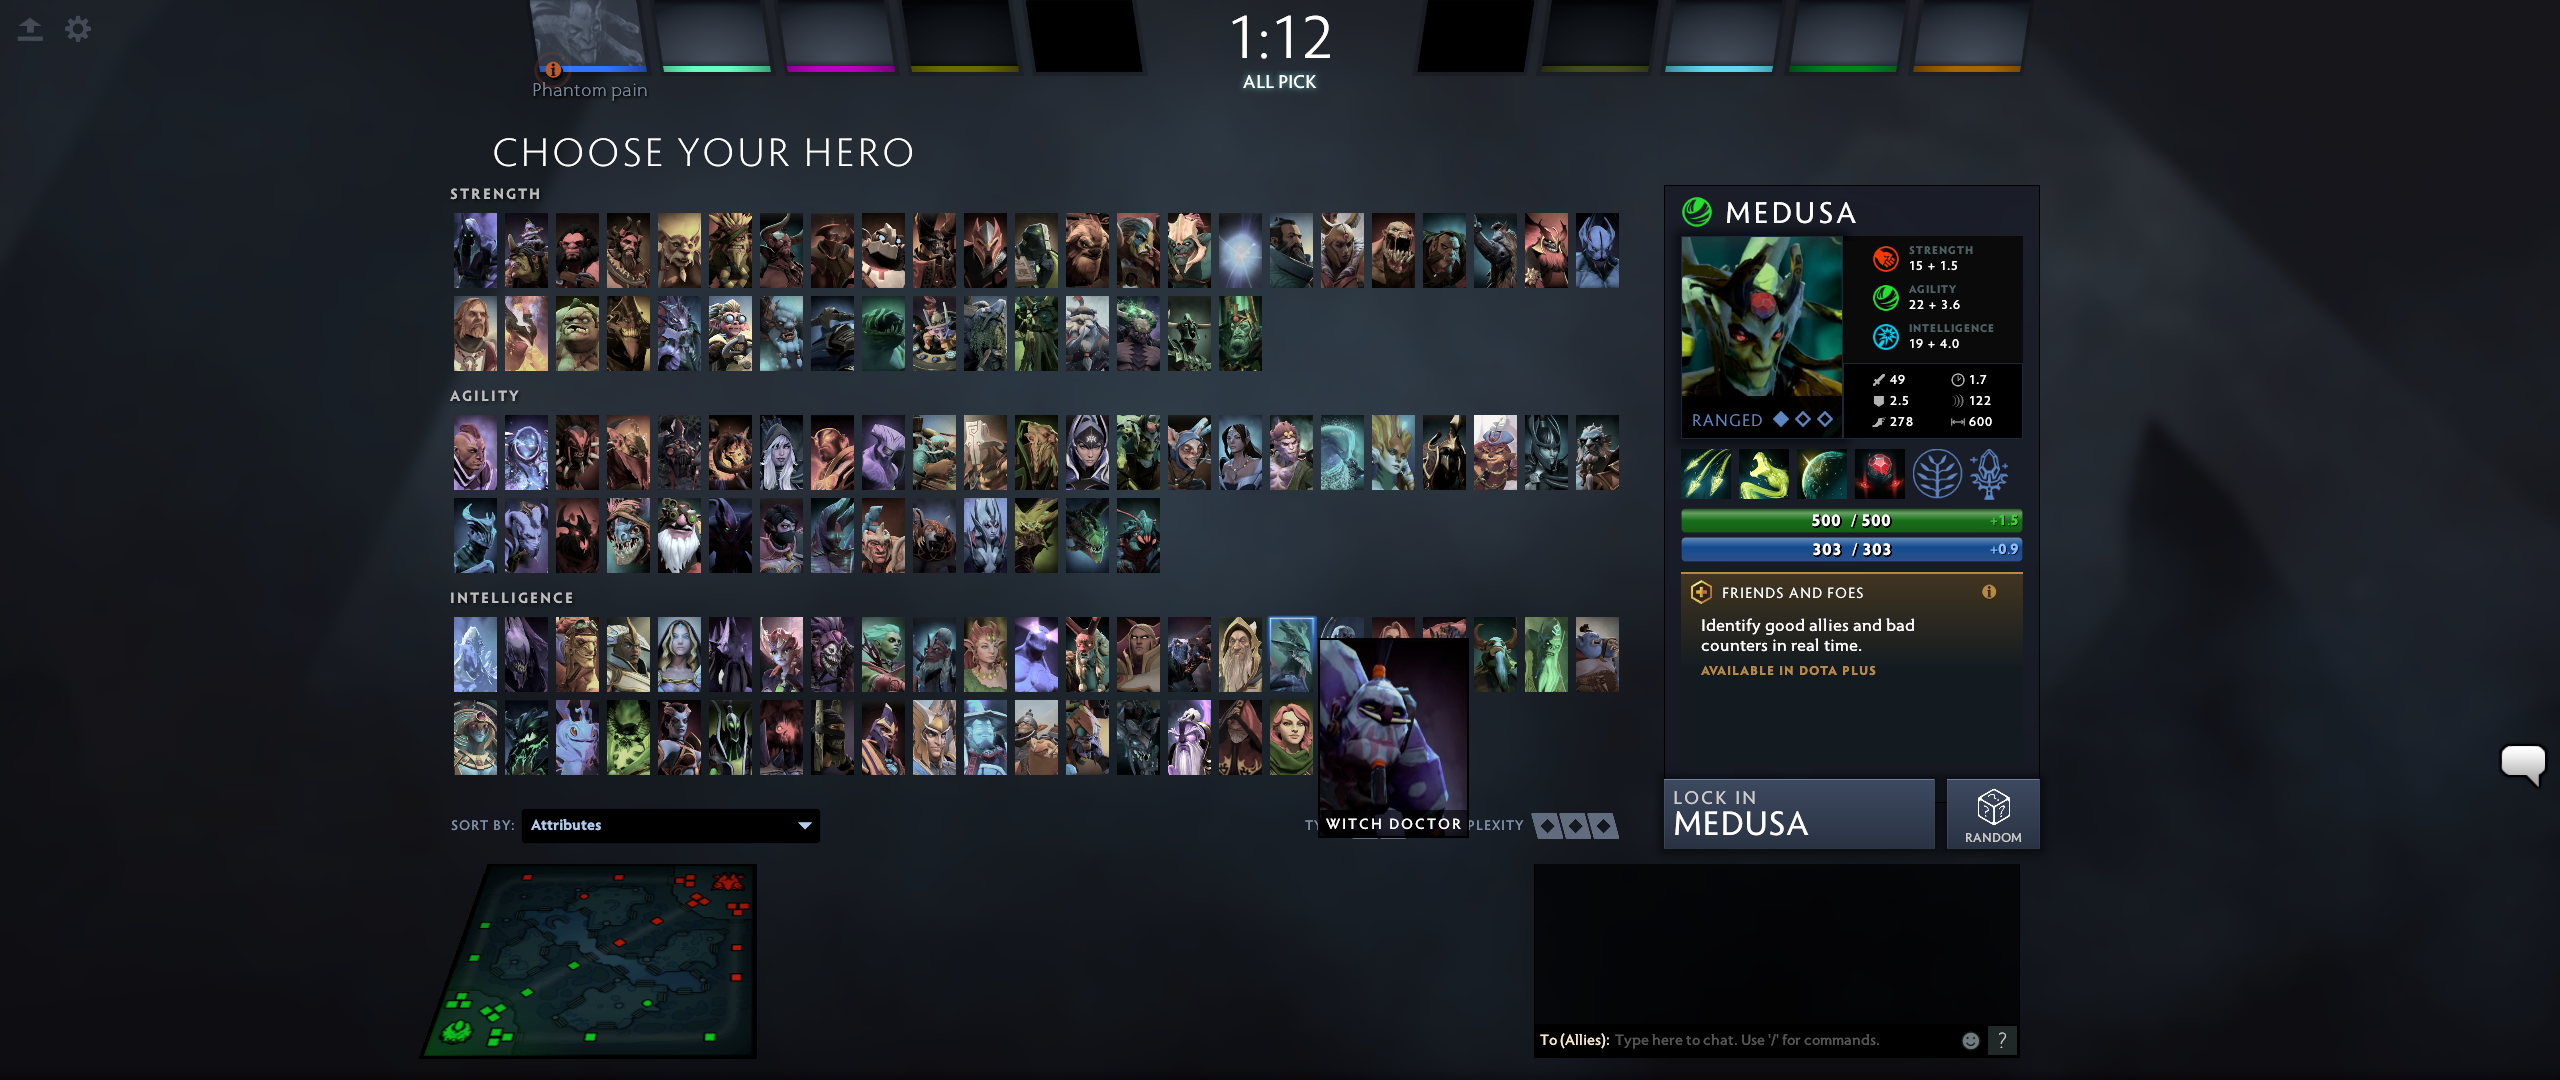 1:12
ALL PICK
Phantom pain
CHOOSE YOUR HERO
STRENGTH
AGILITY
INTELLIGENCE
MEDUSA
STRENGTH
15 + 1.5
AGILITY
22 + 3.6
INTELLIGENCE
19 + 4.0
RANGED
49
1.7
2.5
122
278
600
500 / 500
+1.5
303 / 303
+0.9
FRIENDS AND FOES
Identify good allies and bad
counters in real time.
AVAILABLE IN DOTA PLUS
WITCH DOCTOR
SORT BY:
Attributes
LOCK IN
MEDUSA
RANDOM
To (Allies): Type here to chat. Use '/' for commands.
?